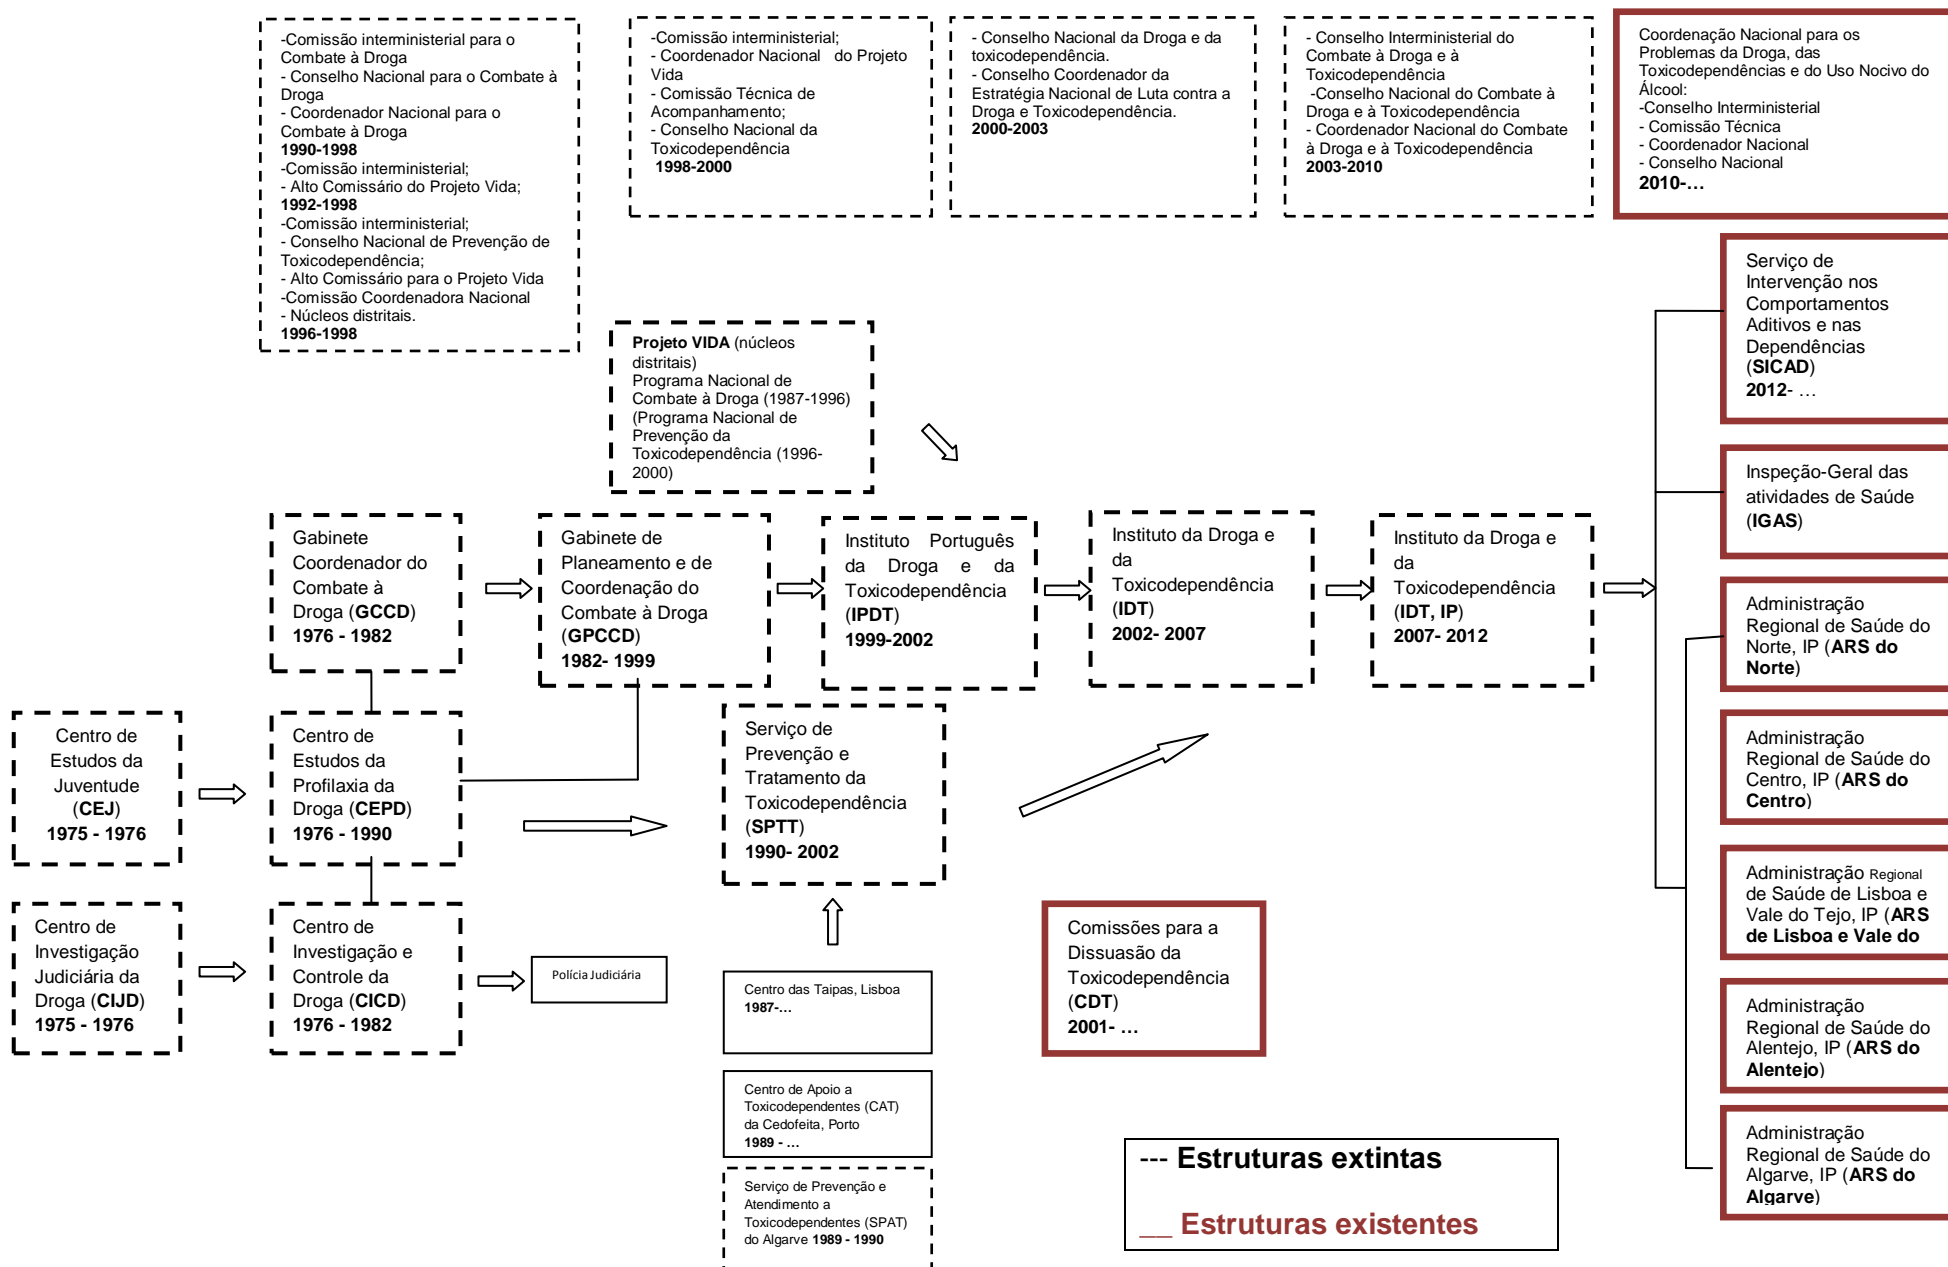 -Comissão interministerial para o
Combate à Droga
- Conselho Nacional para o Combate à
Droga
- Coordenador Nacional para o
Combate à Droga
1990-1998
-Comissão interministerial;
- Alto Comissário do Projeto Vida;
1992-1998
-Comissão interministerial;
- Conselho Nacional de Prevenção de
Toxicodependência;
- Alto Comissário para o Projeto Vida
-Comissão Coordenadora Nacional
- Núcleos distritais.
1996-1998
-Comissão interministerial;
- Coordenador Nacional do Projeto
Vida
- Comissão Técnica de
Acompanhamento;
- Conselho Nacional da
Toxicodependência
1998-2000
- Conselho Nacional da Droga e da
toxicodependência.
- Conselho Coordenador da
Estratégia Nacional de Luta contra a
Droga e Toxicodependência.
2000-2003
- Conselho Interministerial do
Combate à Droga e à
Toxicodependência
-Conselho Nacional do Combate à
Droga e à Toxicodependência
- Coordenador Nacional do Combate
à Droga e à Toxicodependência
2003-2010
Coordenação Nacional para os
Problemas da Droga, das
Toxicodependências e do Uso Nocivo do
Álcool:
-Conselho Interministerial
- Comissão Técnica
- Coordenador Nacional
- Conselho Nacional
2010-...
Projeto VIDA (núcleos
distritais)
Programa Nacional de
Combate à Droga (1987-1996)
(Programa Nacional de
Prevenção da
Toxicodependência (1996-
2000)
Gabinete
Coordenador do
Combate à
Droga (GCCD)
1976 - 1982
Gabinete de
Planeamento e de
Coordenação do
Combate à Droga
(GPCCD)
1982- 1999
Instituto Português
da Droga e da
Toxicodependência
(IPDT)
1999-2002
Instituto da Droga e
da
Toxicodependência
(IDT)
2002- 2007
Instituto da Droga e
da
Toxicodependência
(IDT, IP)
2007- 2012
Serviço de
Intervenção nos
Comportamentos
Aditivos e nas
Dependências
(SICAD)
2012- ...
Inspeção-Geral das
atividades de Saúde
(IGAS)
Administração
Regional de Saúde do
Norte, IP (ARS do
Norte)
Administração
Regional de Saúde do
Centro, IP (ARS do
Centro)
Administração Regional
de Saúde de Lisboa e
Vale do Tejo, IP (ARS
de Lisboa e Vale do
Administração
Regional de Saúde do
Alentejo, IP (ARS do
Alentejo)
Administração
Regional de Saúde do
Algarve, IP (ARS do
Algarve)
Centro de
Estudos da
Juventude
(CEJ)
1975 - 1976
Centro de
Estudos da
Profilaxia da
Droga (CEPD)
1976 - 1990
Serviço de
Prevenção e
Tratamento da
Toxicodependência
(SPTT)
1990- 2002
Centro de
Investigação
Judiciária da
Droga (CIJD)
1975 - 1976
Centro de
Investigação e
Controle da
Droga (CICD)
1976 - 1982
Polícia Judiciária
Centro das Taipas, Lisboa
1987-...
Centro de Apoio a
Toxicodependentes (CAT)
da Cedofeita, Porto
1989 - ...
Serviço de Prevenção e
Atendimento a
Toxicodependentes (SPAT)
do Algarve 1989 - 1990
Comissões para a
Dissuasão da
Toxicodependência
(CDT)
2001- ...
--- Estruturas extintas
__ Estruturas existentes